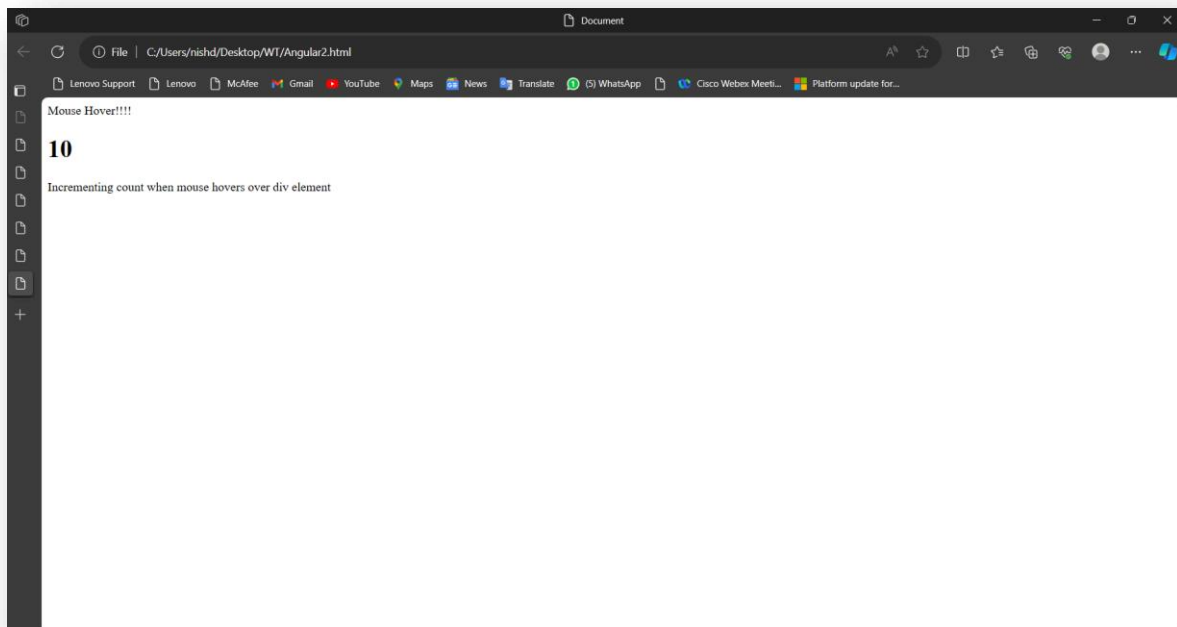 Document
File | C:/Users/nishd/Desktop/WT/Angular2.html
Lenovo Support Lenovo McAfee Gmail YouTube Maps News Translate (5) WhatsApp Cisco Webex Meeti... Platform update for...
Mouse Hover!!!!
10
Incrementing count when mouse hovers over div element